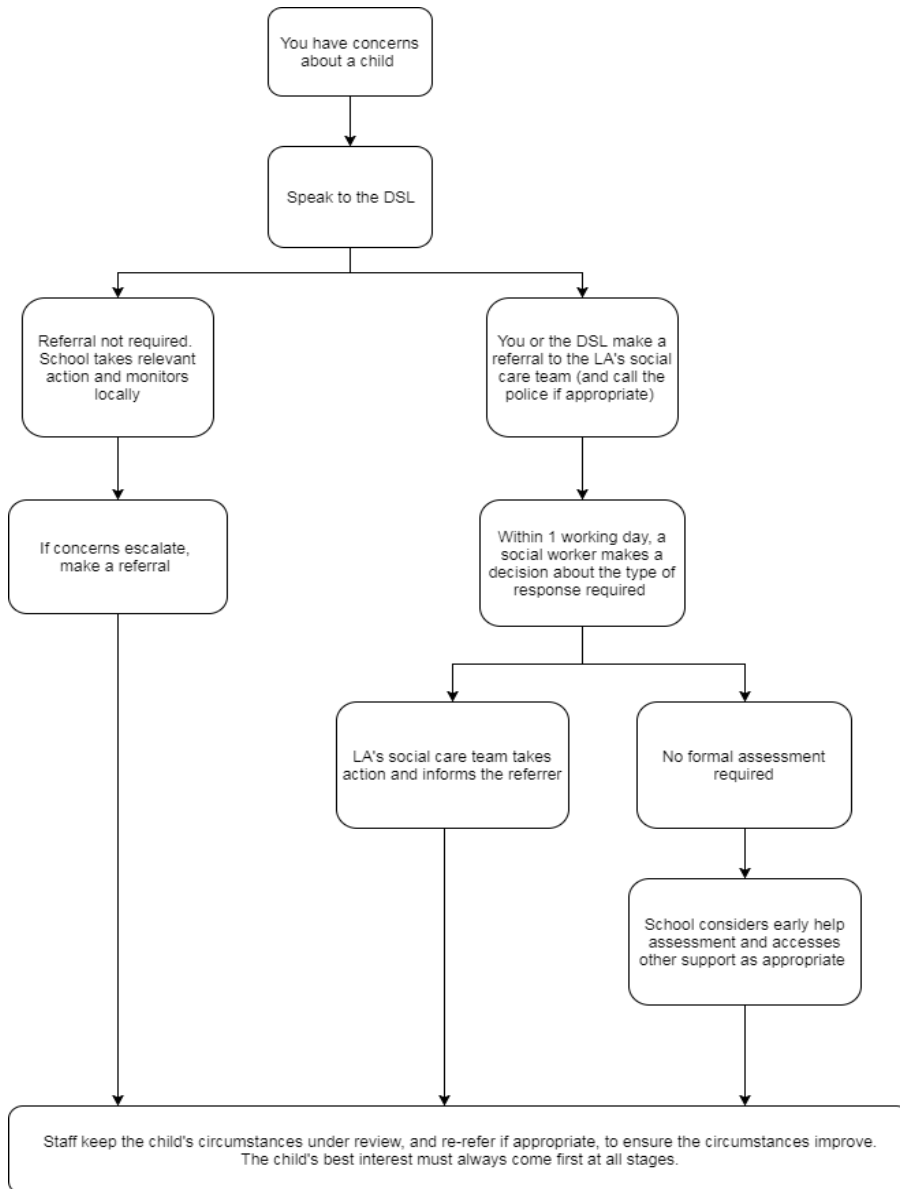 You have concerns
about a child
Speak to the DSL
Referral not required.
School takes relevant
action and monitors
locally
You or the DSL make a
referral to the LA's social
care team (and call the
police if appropriate)
If concerns escalate,
make a referral
Within 1 working day, a
social worker makes a
decision about the type of
response required
LA's social care team takes
action and informs the referrer
No formal assessment
required
School considers early help
assessment and accesses
other support as appropriate
Staff keep the child's circumstances under review, and re-refer if appropriate, to ensure the circumstances improve.
The child's best interest must always come first at all stages.